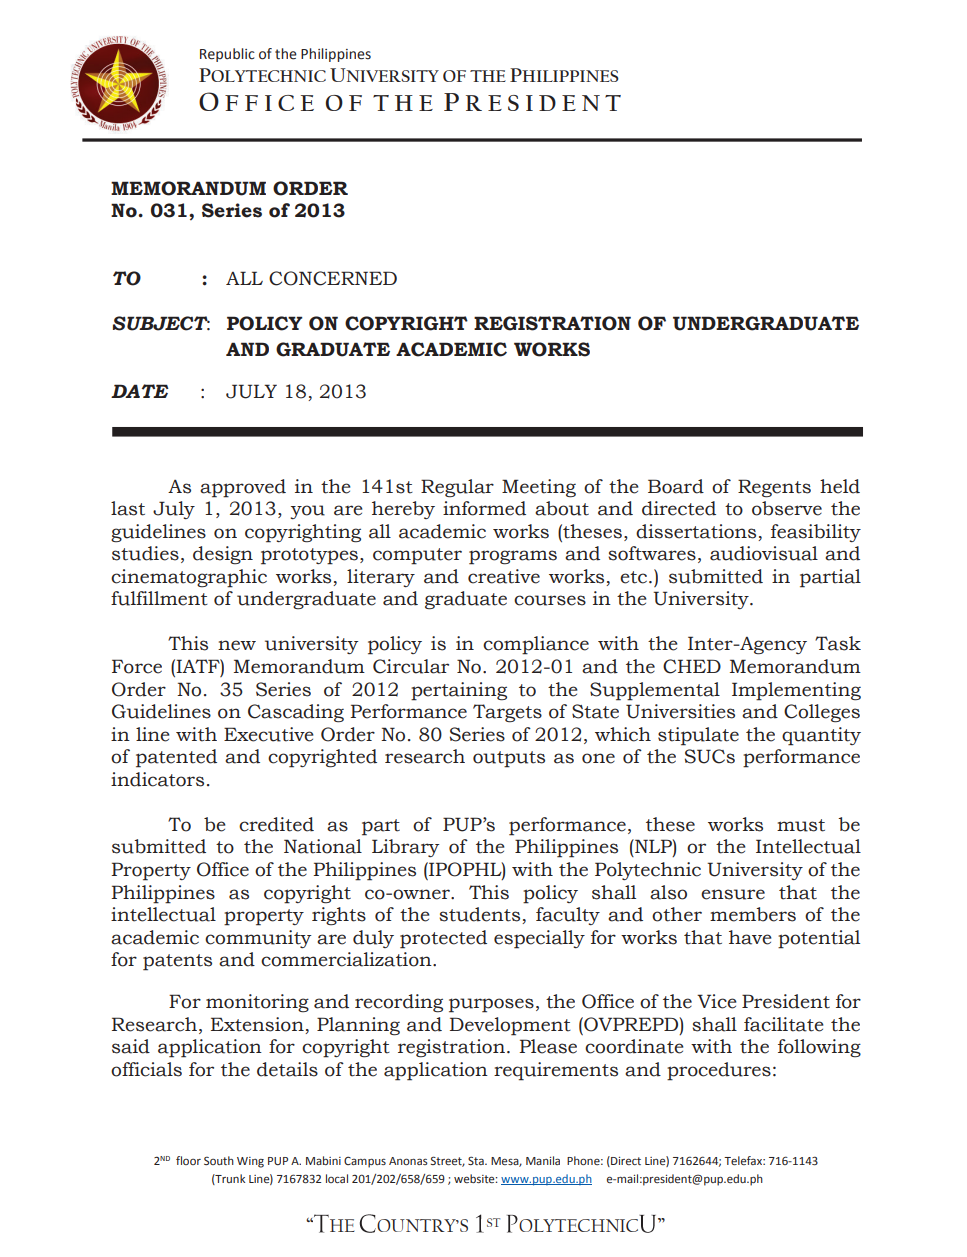 POLYTECHNIC UNIVERSITY OF THE PHILIPPINES
Manila 1904
Republic of the Philippines
POLYTECHNIC UNIVERSITY OF THE PHILIPPINES
OFFICE OF THE PRESIDENT
MEMORANDUM ORDER
No. 031, Series of 2013
TO : ALL CONCERNED
SUBJECT: POLICY ON COPYRIGHT REGISTRATION OF UNDERGRADUATE
AND GRADUATE ACADEMIC WORKS
DATE : JULY 18, 2013
As approved in the 141st Regular Meeting of the Board of Regents held
last July 1, 2013, you are hereby informed about and directed to observe the
guidelines on copyrighting all academic works (theses, dissertations, feasibility
studies, design prototypes, computer programs and softwares, audiovisual and
cinematographic works, literary and creative works, etc.) submitted in partial
fulfillment of undergraduate and graduate courses in the University.
This new university policy is in compliance with the Inter-Agency Task
Force (IATF) Memorandum Circular No. 2012-01 and the CHED Memorandum
Order No. 35 Series of 2012 pertaining to the Supplemental Implementing
Guidelines on Cascading Performance Targets of State Universities and Colleges
in line with Executive Order No. 80 Series of 2012, which stipulate the quantity
of patented and copyrighted research outputs as one of the SUCs performance
indicators.
To be credited as part of PUP's performance, these works must be
submitted to the National Library of the Philippines (NLP) or the Intellectual
Property Office of the Philippines (IPOPHL) with the Polytechnic University of the
Philippines as copyright co-owner. This policy shall also ensure that the
intellectual property rights of the students, faculty and other members of the
academic community are duly protected especially for works that have potential
for patents and commercialization.
For monitoring and recording purposes, the Office of the Vice President for
Research, Extension, Planning and Development (OVPREPD) shall facilitate the
said application for copyright registration. Please coordinate with the following
officials for the details of the application requirements and procedures:
2ND floor South Wing PUP A. Mabini Campus Anonas Street, Sta. Mesa, Manila Phone: (Direct Line) 7162644; Telefax: 716-1143
(Trunk Line) 7167832 local 201/202/658/659 ; website: www.pup.edu.ph e-mail:president@pup.edu.ph
“THE COUNTRY'S 1ST POLYTECHNICU”